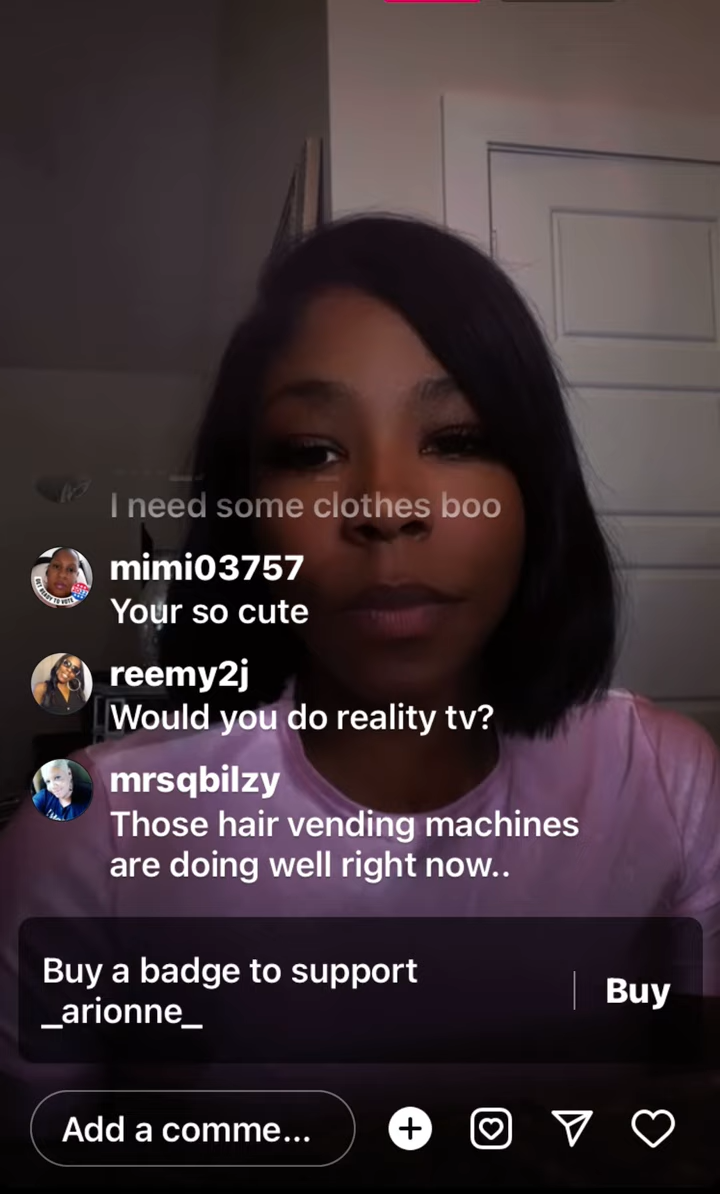 I need some clothes boo
mimi03757
Your so cute
reemy2j
Would you do reality tv?
mrsqbilzy
Those hair vending machines
are doing well right now..
Buy a badge to support
_arionne_
Buy
Add a comme...